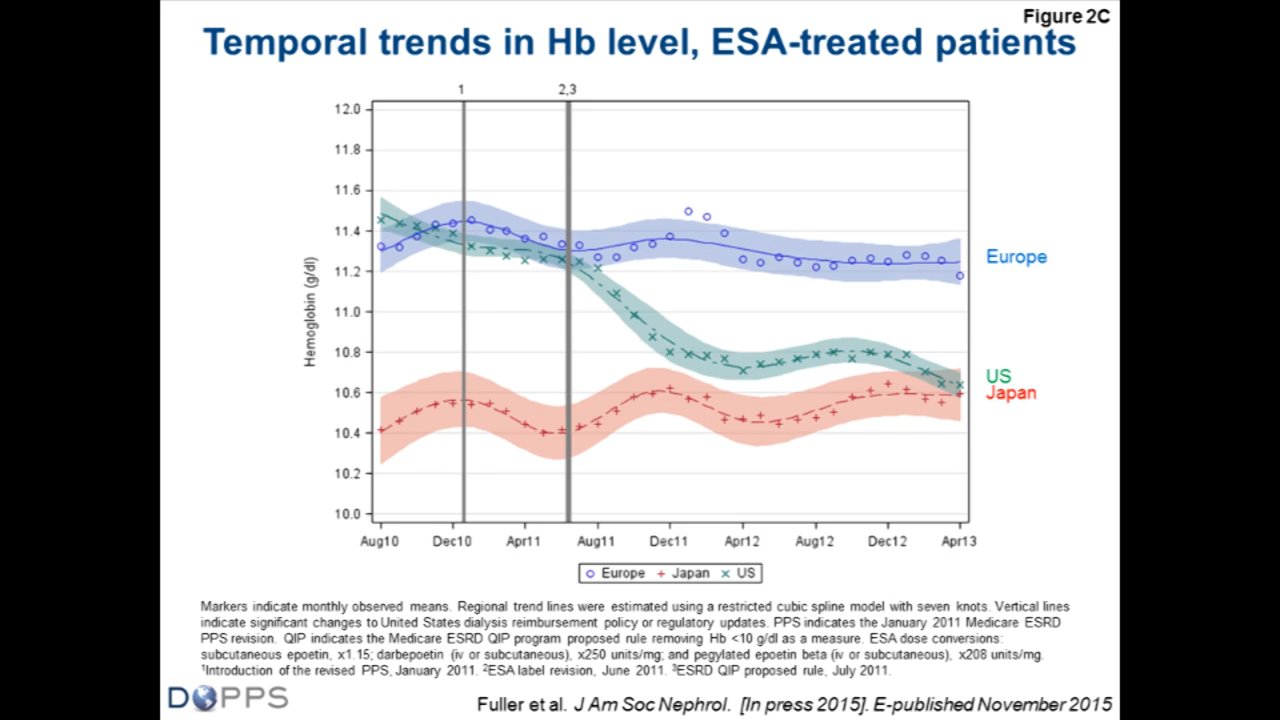 Figure 2C
Temporal trends in Hb level, ESA-treated patients
1 2,3
12.0
11.8
11.6
11.4
11.2
11.0
10.8
10.6
10.4
10.2
10.0
Hemoglobin (g/dl)
Europe
US
Japan
Aug10 Dec10 Apr11 Aug11 Dec11 Apr12 Aug12 Dec12 Apr13
Europe Japan US
Markers indicate monthly observed means. Regional trend lines were estimated using a restricted cubic spline model with seven knots. Vertical lines
indicate significant changes to United States dialysis reimbursement policy or regulatory updates. PPS indicates the January 2011 Medicare ESRD
PPS revision. QIP indicates the Medicare ESRD QIP program proposed rule removing Hb <10 g/dl as a measure. ESA dose conversions:
subcutaneous epoetin, x1.15; darbepoetin (iv or subcutaneous), x250 units/mg; and pegylated epoetin beta (iv or subcutaneous), x208 units/mg.
¹Introduction of the revised PPS, January 2011. ²ESA label revision, June 2011. ³ESRD QIP proposed rule, July 2011.
DOPPS
Fuller et al. J Am Soc Nephrol. [In press 2015]. E-published November 2015